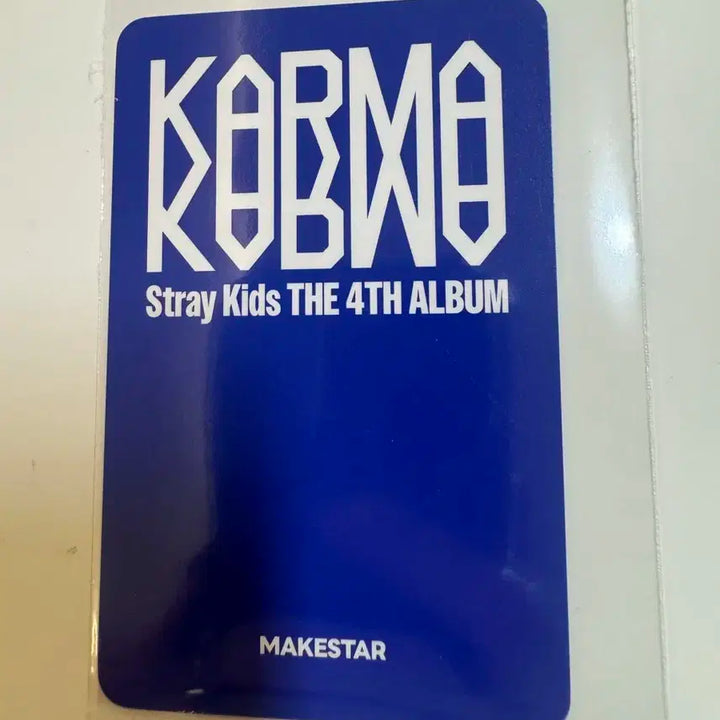 KARMA
Stray Kids THE 4TH ALBUM
MAKESTAR